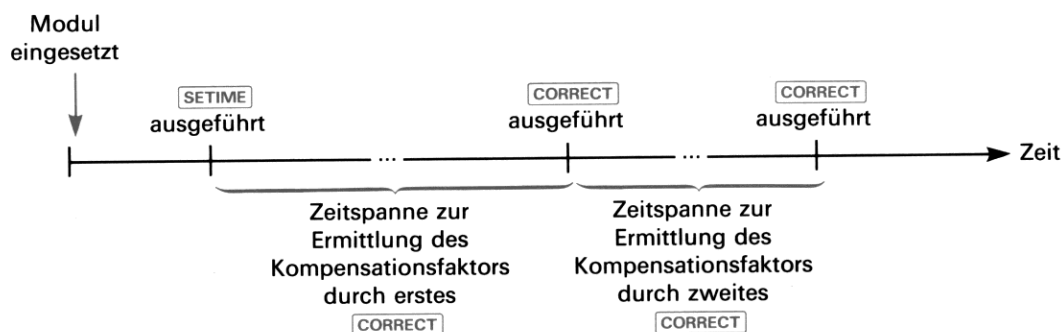 Modul
eingesetzt
SETIME
ausgeführt
CORRECT
ausgeführt
CORRECT
ausgeführt
...
...
Zeit
Zeitspanne zur
Ermittlung des
Kompensationsfaktors
durch erstes
CORRECT
Zeitspanne zur
Ermittlung des
Kompensationsfaktors
durch zweites
CORRECT